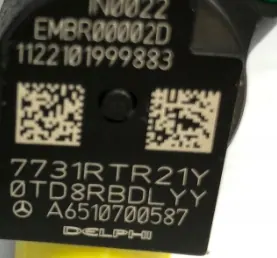 IN0022
EMBR00002D
1122101999883
7731RTR21Y
0TD8RBDLYY
A6510700587
DELPHI